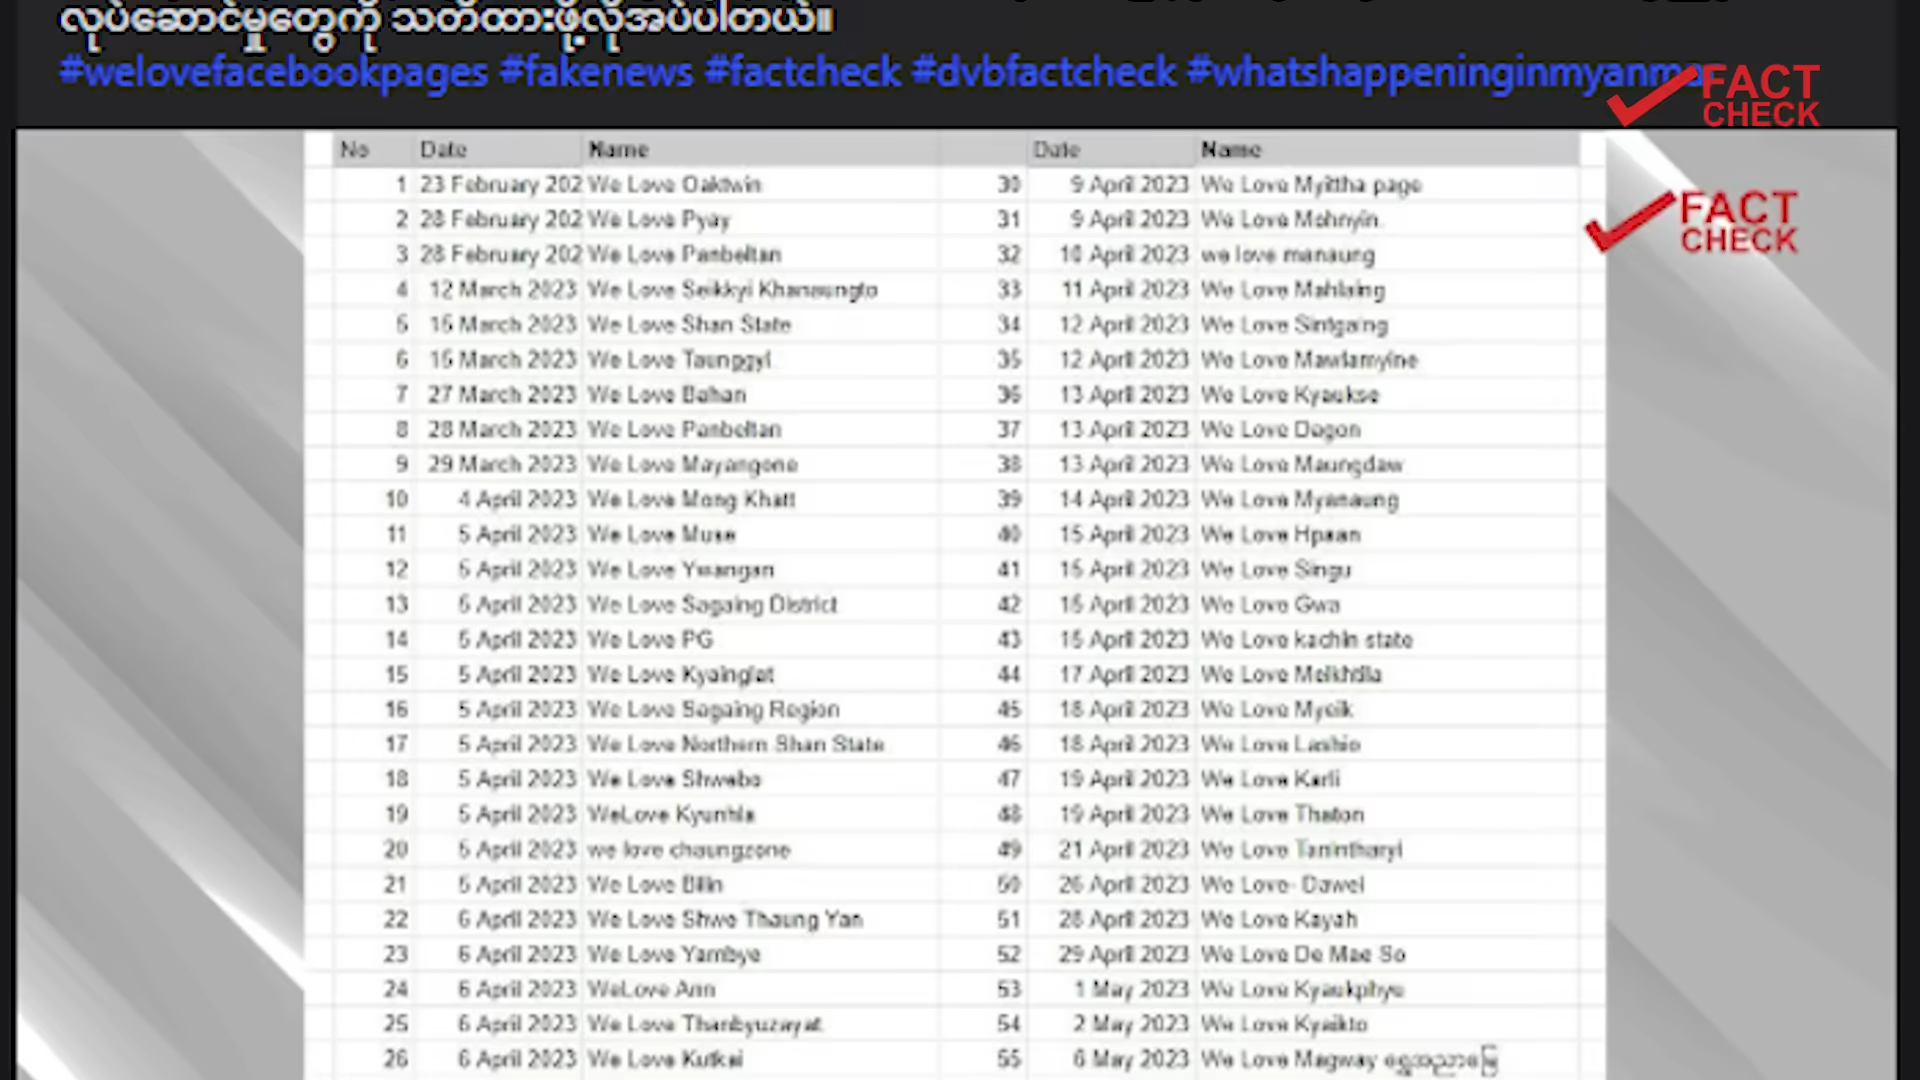 လုပ်ဆောင်မှုတွေကို သတိထားဖို့လိုအပ်ပါတယ်။
#welovefacebookpages #fakenews #factcheck #dvbfactcheck #whatshappeninginmyanmar
FACT
CHECK
No Date Name Date Name
FACT
CHECK
1 23 February 202 We Love Oaktwin 30 9 April 2023 We Love Myittha page
2 28 February 202 We Love Pyay 31 9 April 2023 We Love Mohnyin.
3 28 February 202 We Love Panbeltan 32 10 April 2023 we love manaung
4 12 March 2023 We Love Seikkyi Khanaungto 33 11 April 2023 We Love Mahlaing
5 15 March 2023 We Love Shan State 34 12 April 2023 We Love Sintgaing
6 15 March 2023 We Love Taunggyi 35 12 April 2023 We Love Mawlamyine
7 27 March 2023 We Love Bahan 36 13 April 2023 We Love Kyaukse
8 28 March 2023 We Love Panbeltan 37 13 April 2023 We Love Dagon
9 29 March 2023 We Love Mayangone 38 13 April 2023 We Love Maungdaw
10 4 April 2023 We Love Mong Khatt 39 14 April 2023 We Love Myanaung
11 5 April 2023 We Love Muse 40 15 April 2023 We Love Hpaan
12 5 April 2023 We Love Ywangan 41 15 April 2023 We Love Singu
13 5 April 2023 We Love Sagaing District 42 15 April 2023 We Love Gwa
14 5 April 2023 We Love PG 43 15 April 2023 We Love kachin state
15 5 April 2023 We Love Kyainglat 44 17 April 2023 We Love Meikhtila
16 5 April 2023 We Love Sagaing Region 45 18 April 2023 We Love Myeik
17 5 April 2023 We Love Northern Shan State 46 18 April 2023 We Love Lashio
18 5 April 2023 We Love Shwebo 47 19 April 2023 We Love Karli
19 5 April 2023 WeLove Kyunhla 48 19 April 2023 We Love Thaton
20 5 April 2023 we love chaungzone 49 21 April 2023 We Love Tanintharyi
21 5 April 2023 We Love Bilin 50 26 April 2023 We Love- Dawei
22 6 April 2023 We Love Shwe Thaung Yan 51 28 April 2023 We Love Kayah
23 6 April 2023 We Love Yambye 52 29 April 2023 We Love De Mae So
24 6 April 2023 WeLove Ann 53 1 May 2023 We Love Kyaukphyu
25 6 April 2023 We Love Thanbyuzayat 54 2 May 2023 We Love Kyaikto
26 6 April 2023 We Love Kutkai 55 6 May 2023 We Love Magway ရွှေအညာမြေ